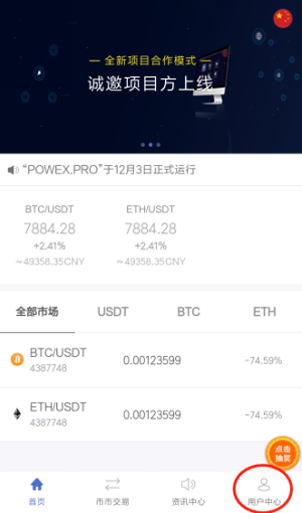 — 全新项目合作模式 —
诚邀项目方上线
“POWEX.PRO”于12月3日正式运行
BTC/USDT
ETH/USDT
7884.28
7884.28
+2.41%
+2.41%
≈49358.35CNY
≈49358.35CNY
全部市场
USDT
BTC
ETH
BTC/USDT
4387748
0.00123599
-74.59%
ETH/USDT
4387748
0.00123599
-74.59%
点击
抽奖
首页
币币交易
资讯中心
用户中心